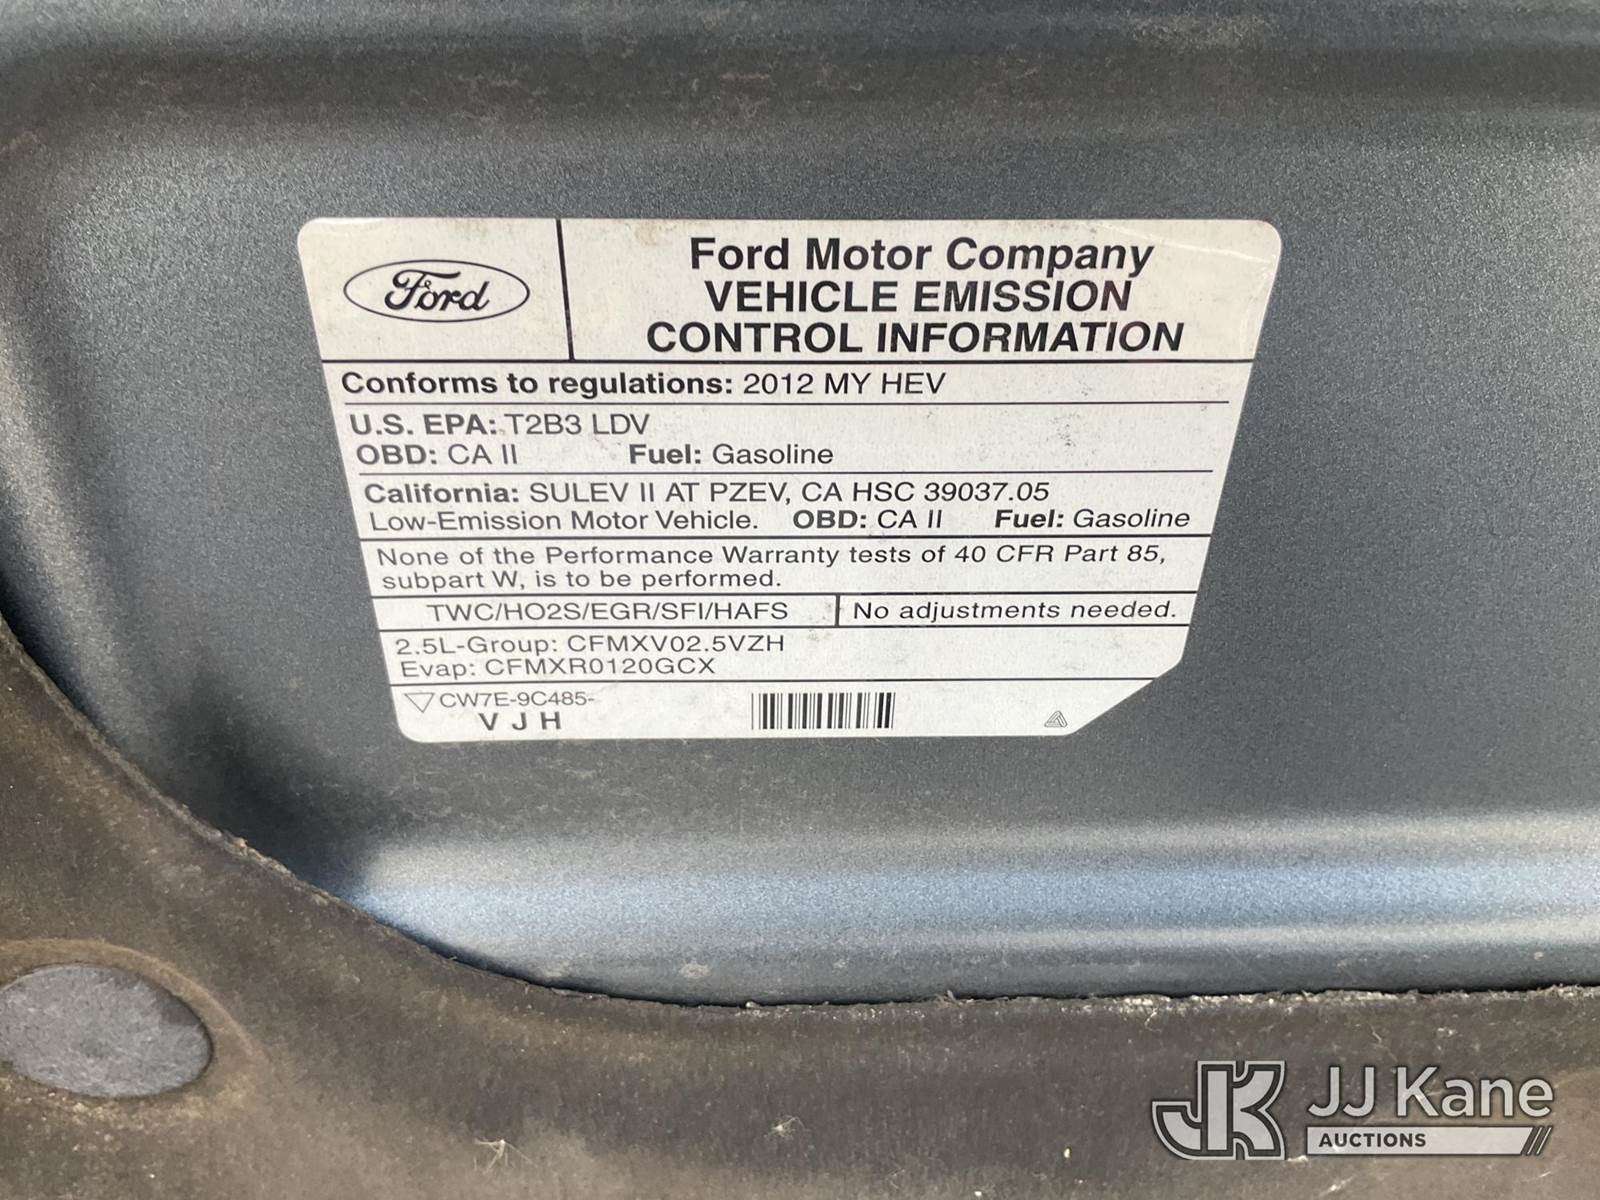 Ford
Ford Motor Company
VEHICLE EMISSION
CONTROL INFORMATION
Conforms to regulations: 2012 MY HEV
U.S. EPA: T2B3 LDV
OBD: CA II Fuel: Gasoline
California: SULEV II AT PZEV, CA HSC 39037.05
Low-Emission Motor Vehicle. OBD: CA II Fuel: Gasoline
None of the Performance Warranty tests of 40 CFR Part 85,
subpart W, is to be performed.
TWC/HO2S/EGR/SFI/HAFS No adjustments needed.
2.5L-Group: CFMXV02.5VZH
Evap: CFMXR0120GCX
CW7E-9C485-
V J H
JK JJ Kane
AUCTIONS